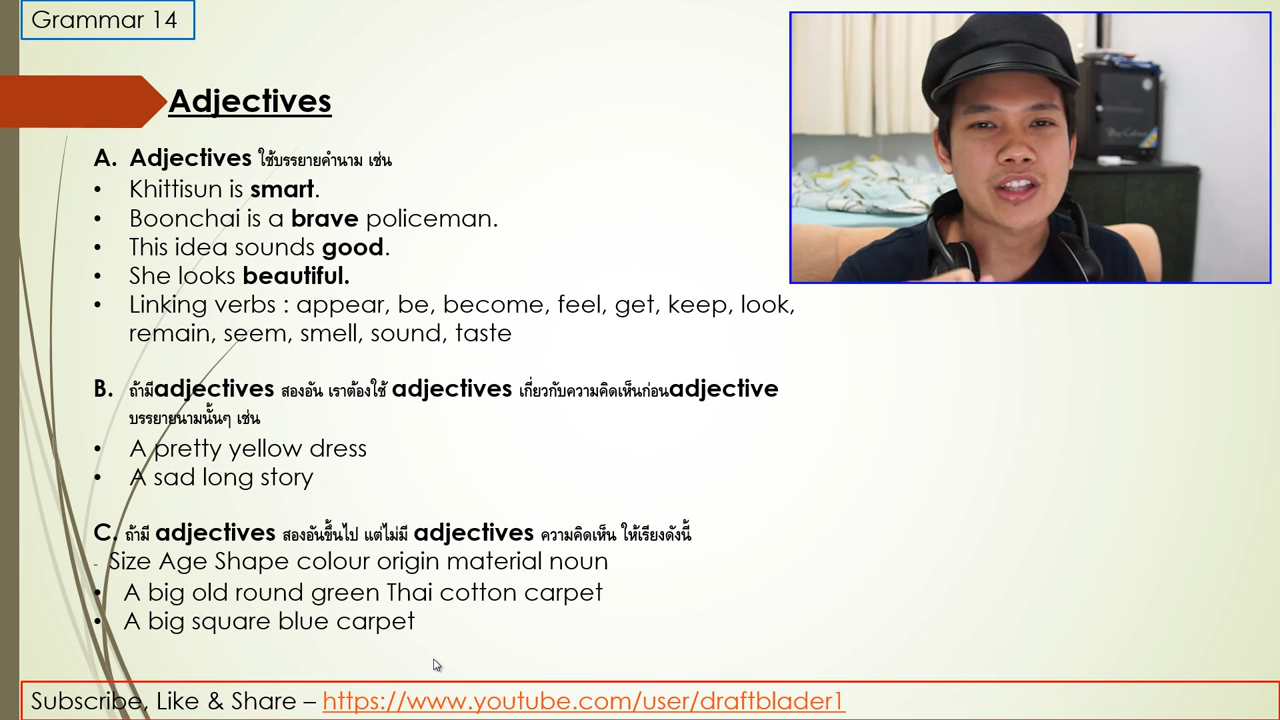 Grammar 14
Adjectives
A. Adjectives ใช้บรรยายคำนาม เช่น
• Khittisun is smart.
• Boonchai is a brave policeman.
• This idea sounds good.
• She looks beautiful.
• Linking verbs : appear, be, become, feel, get, keep, look,
remain, seem, smell, sound, taste
B. ถ้ามีadjectives สองอัน เราต้องใช้ adjectives เกี่ยวกับความคิดเห็นก่อนadjective
บรรยายนามนั้นๆ เช่น
• A pretty yellow dress
• A sad long story
C. ถ้ามี adjectives สองอันขึ้นไป แต่ไม่มี adjectives ความคิดเห็น ให้เรียงดังนี้
- Size Age Shape colour origin material noun
• A big old round green Thai cotton carpet
• A big square blue carpet
Subscribe, Like & Share – https://www.youtube.com/user/draftblader1